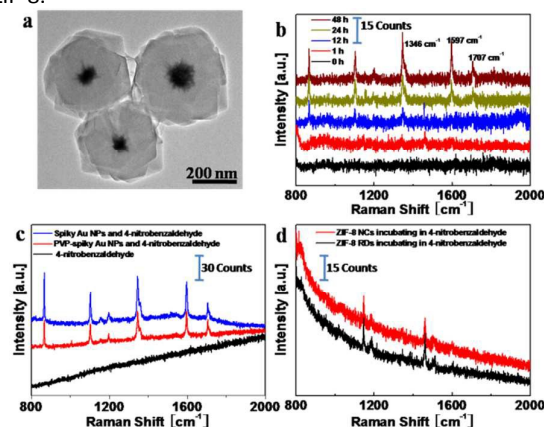 ZIF-8.
a
200 nm
b
48 h
24 h
12 h
1 h
0 h
15 Counts
1346 cm⁻¹
1597 cm⁻¹
1707 cm⁻¹
Intensity [a.u.]
800 1200 1600 2000
Raman Shift [cm⁻¹]
c
Spiky Au NPs and 4-nitrobenzaldehyde
PVP-spiky Au NPs and 4-nitrobenzaldehyde
4-nitrobenzaldehyde
30 Counts
Intensity [a.u.]
800 1200 1600 2000
Raman Shift [cm⁻¹]
d
ZIF-8 NCs incubating in 4-nitrobenzaldehyde
ZIF-8 RDs incubating in 4-nitrobenzaldehyde
15 Counts
Intensity [a.u.]
800 1200 1600 2000
Raman Shift [cm⁻¹]